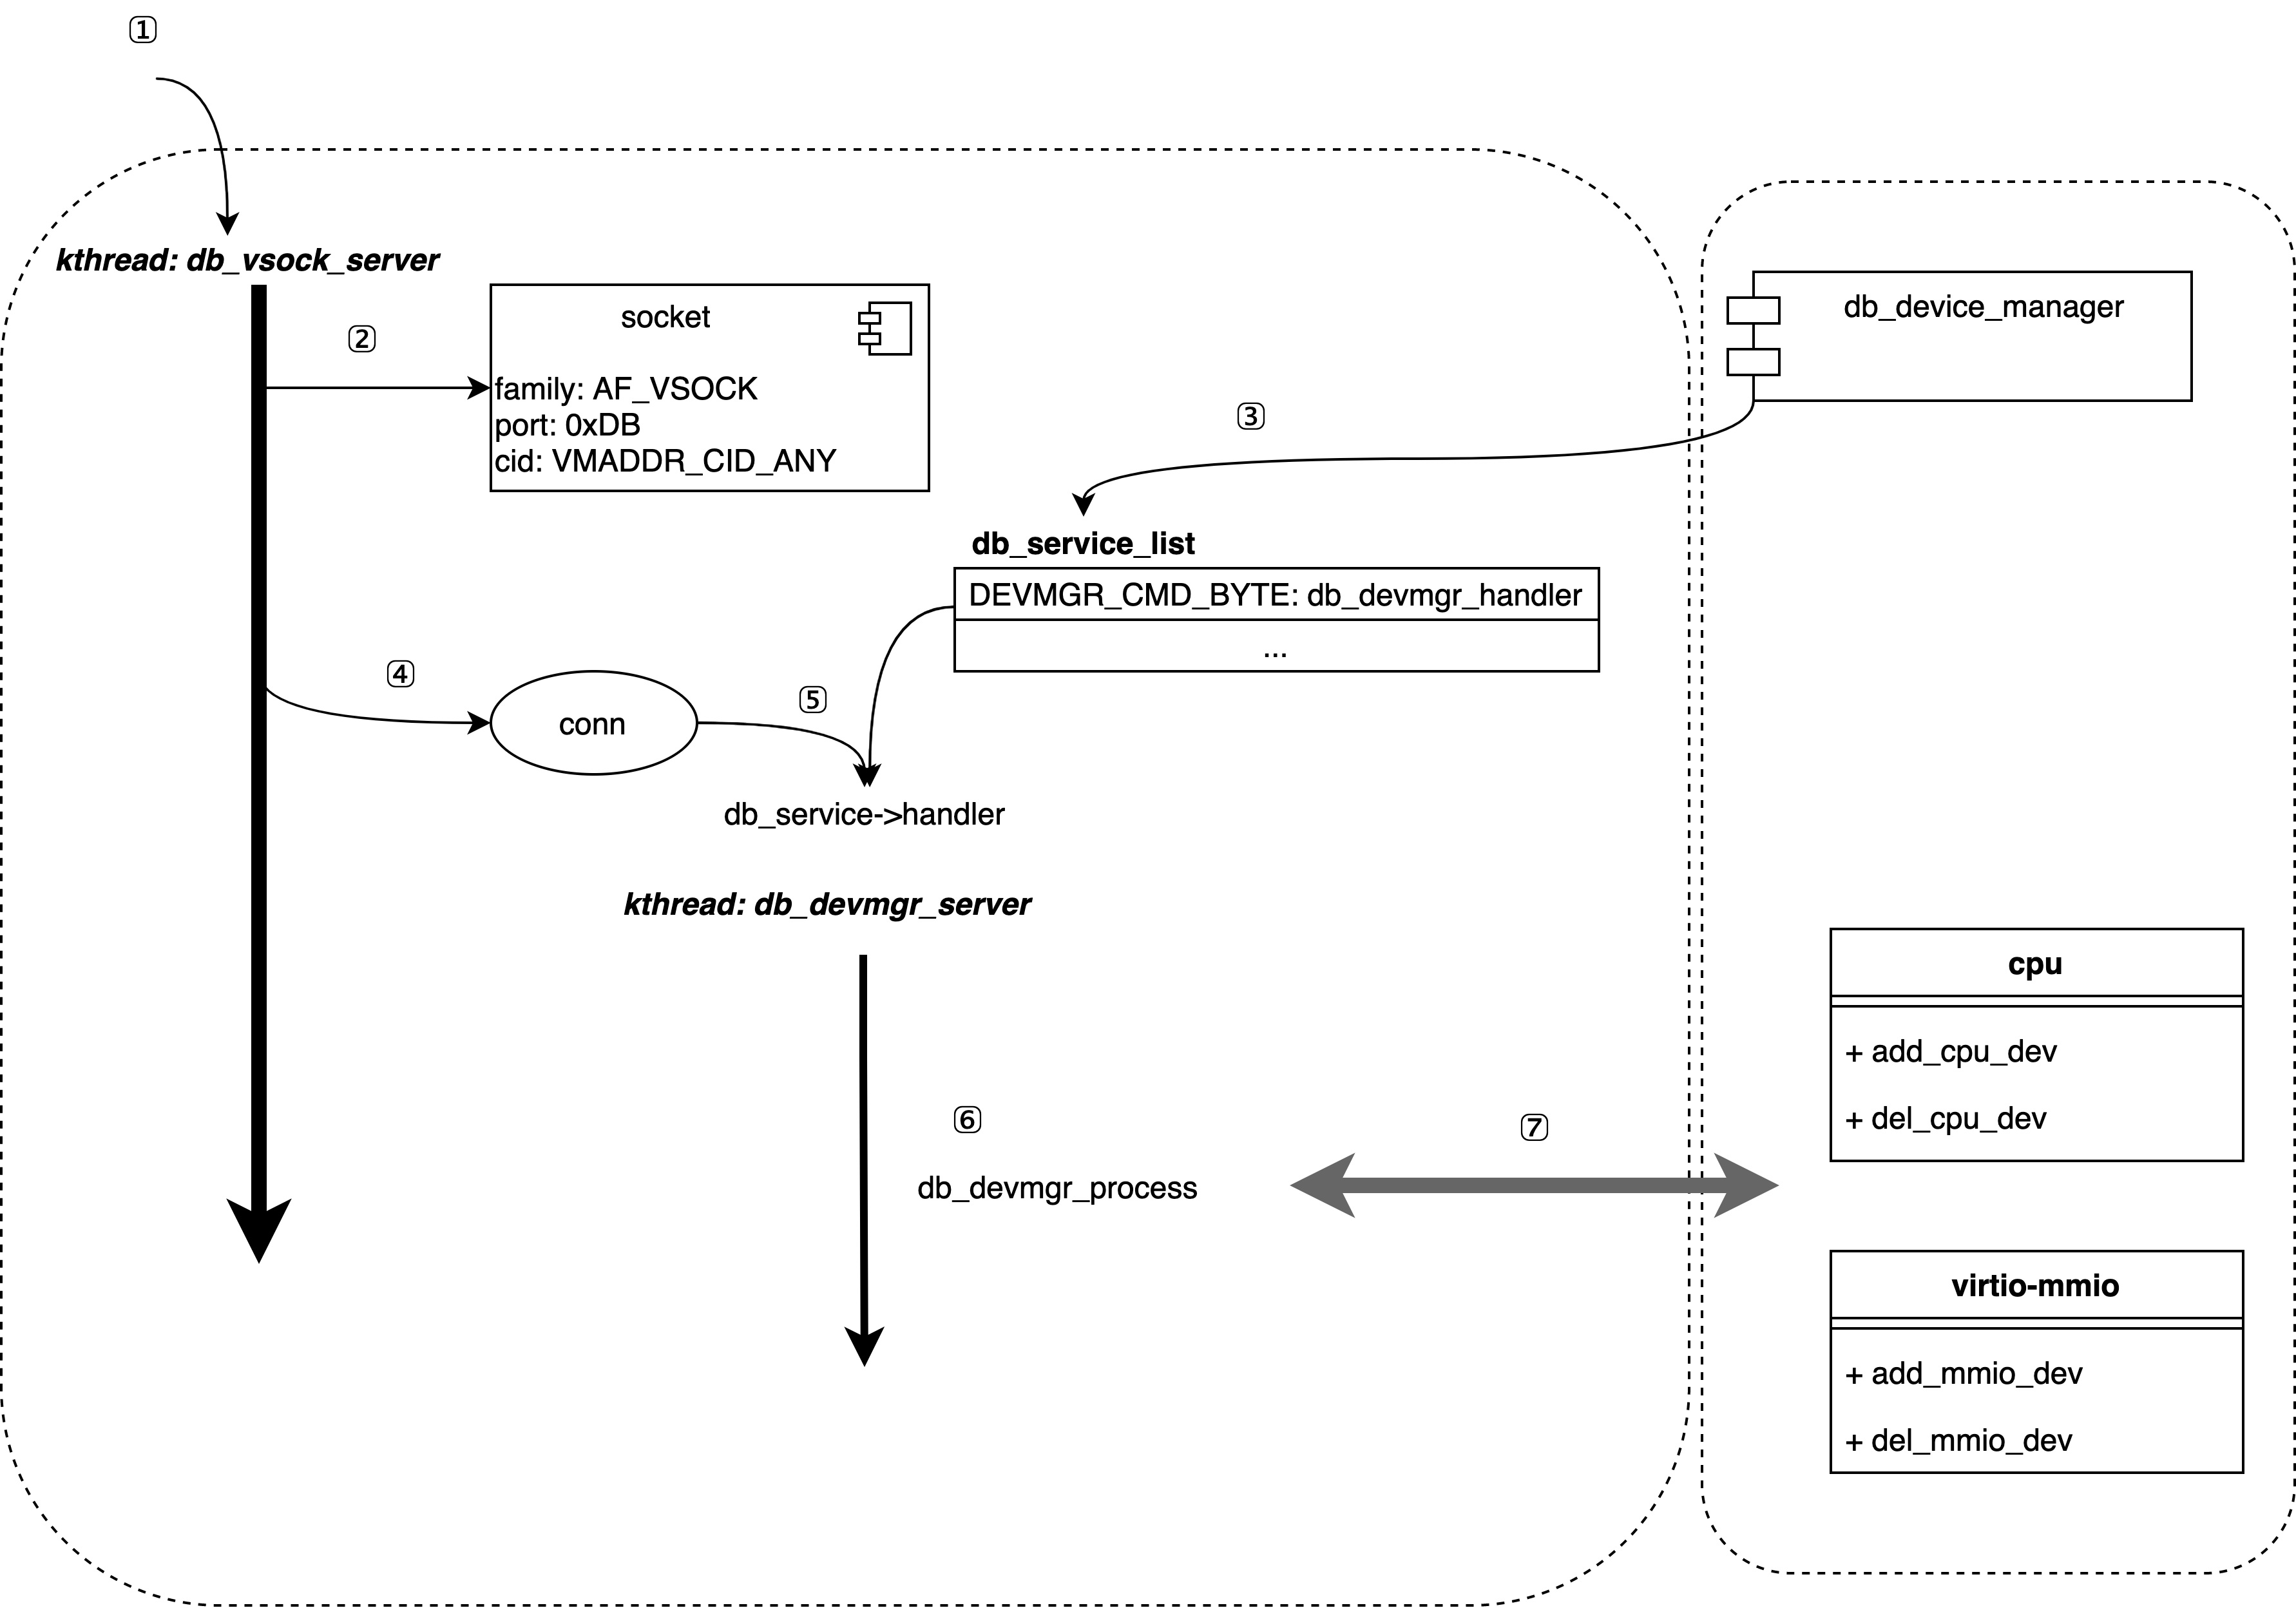 1
kthread: db_vsock_server
2
socket
family: AF_VSOCK
port: 0xDB
cid: VMADDR_CID_ANY
db_device_manager
3
db_service_list
DEVMGR_CMD_BYTE: db_devmgr_handler
...
4
conn
5
db_service->handler
kthread: db_devmgr_server
6
db_devmgr_process
7
cpu
+ add_cpu_dev
+ del_cpu_dev
virtio-mmio
+ add_mmio_dev
+ del_mmio_dev